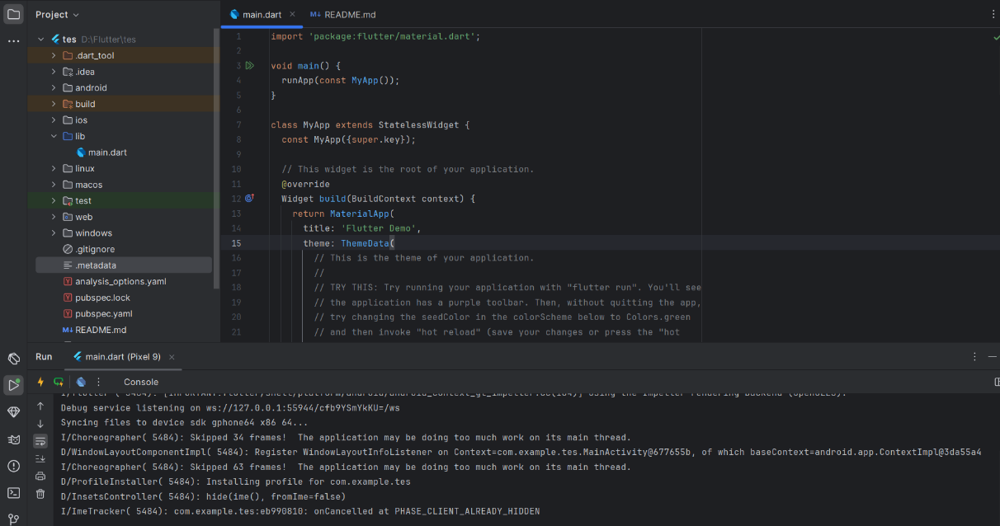 Project
main.dart
M↓ README.md
tes D:\Flutter\tes
.dart_tool
.idea
android
build
ios
lib
main.dart
linux
macos
test
web
windows
.gitignore
.metadata
analysis_options.yaml
pubspec.lock
pubspec.yaml
M↓ README.md
1 import 'package:flutter/material.dart';
2
3 void main() {
4 runApp(const MyApp());
5 }
6
7 class MyApp extends StatelessWidget {
8 const MyApp({super.key});
9
10 // This widget is the root of your application.
11 @override
12 Widget build(BuildContext context) {
13 return MaterialApp(
14 title: 'Flutter Demo',
15 theme: ThemeData(
16 // This is the theme of your application.
17 //
18 // TRY THIS: Try running your application with "flutter run". You'll see
19 // the application has a purple toolbar. Then, without quitting the app,
20 // try changing the seedColor in the colorScheme below to Colors.green
21 // and then invoke "hot reload" (save your changes or press the "hot
Run
main.dart (Pixel 9)
Console
Debug service listening on ws://127.0.0.1:55944/cfb9YSmYkKU=/ws
Syncing files to device sdk gphone64 x86 64...
I/Choreographer( 5484): Skipped 34 frames!  The application may be doing too much work on its main thread.
D/WindowLayoutComponentImpl( 5484): Register WindowLayoutInfoListener on Context=com.example.tes.MainActivity@677655b, of which baseContext=android.app.ContextImpl@3da55a4
I/Choreographer( 5484): Skipped 63 frames!  The application may be doing too much work on its main thread.
D/ProfileInstaller( 5484): Installing profile for com.example.tes
D/InsetsController( 5484): hide(ime(), fromIme=false)
I/ImeTracker( 5484): com.example.tes:eb990810: onCancelled at PHASE_CLIENT_ALREADY_HIDDEN